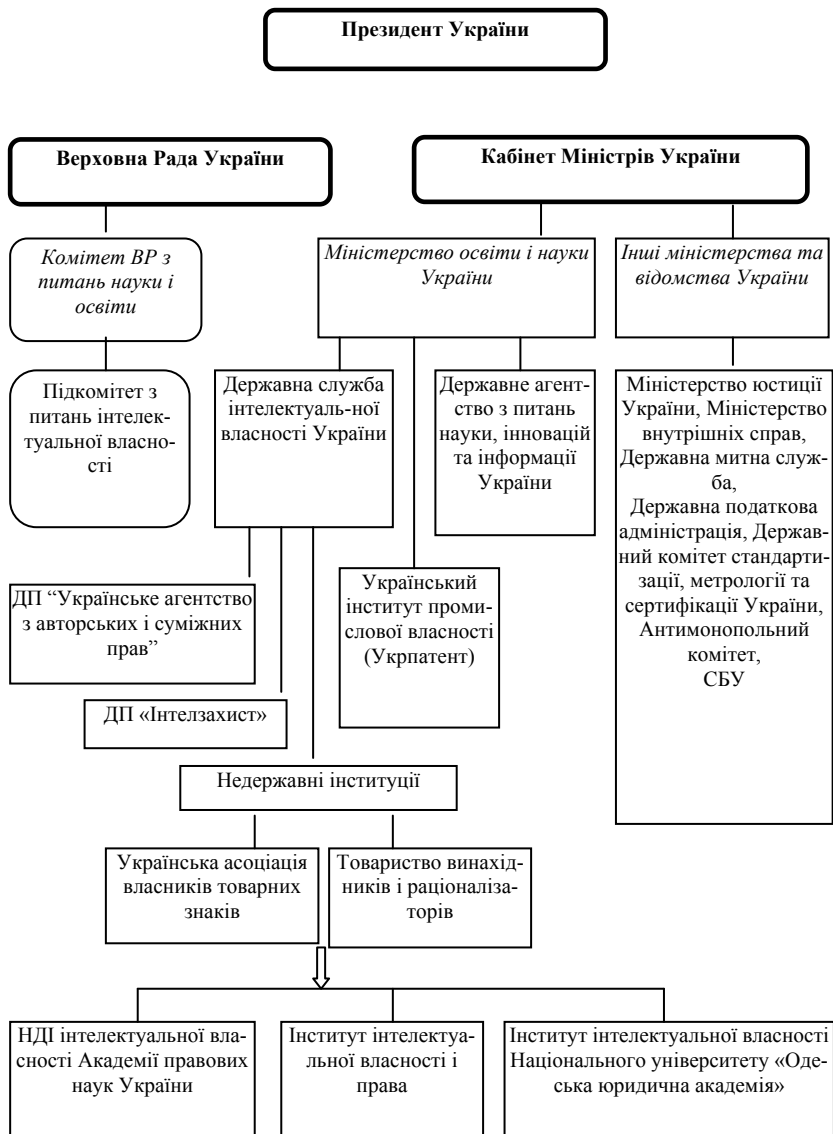 Президент України
Верховна Рада України
Кабінет Міністрів України
Комітет ВР з
питань науки і
освіти
Міністерство освіти і науки
України
Інші міністерства та
відомства України
Підкомітет з
питань інтелек-
туальної власно-
сті
Державна служба
інтелектуаль-ної
власності України
Державне агент-
ство з питань
науки, інновацій
та інформації
України
Міністерство юстиції
України, Міністерство
внутрішніх справ,
Державна митна служ-
ба,
Державна податкова
адміністрація, Держав-
ний комітет стандарти-
зації, метрології та
сертифікації України,
Антимонопольний
комітет,
СБУ
ДП “Українське агентство
з авторських і суміжних
прав”
Український
інститут проми-
слової власності
(Укрпатент)
ДП «Інтелзахист»
Недержавні інституції
Українська асоціація
власників товарних
знаків
Товариство винахід-
ників і раціоналіза-
торів
НДІ інтелектуальної вла-
сності Академії правових
наук України
Інститут інтелектуа-
льної власності і
права
Інститут інтелектуальної власності
Національного університету «Оде-
ська юридична академія»